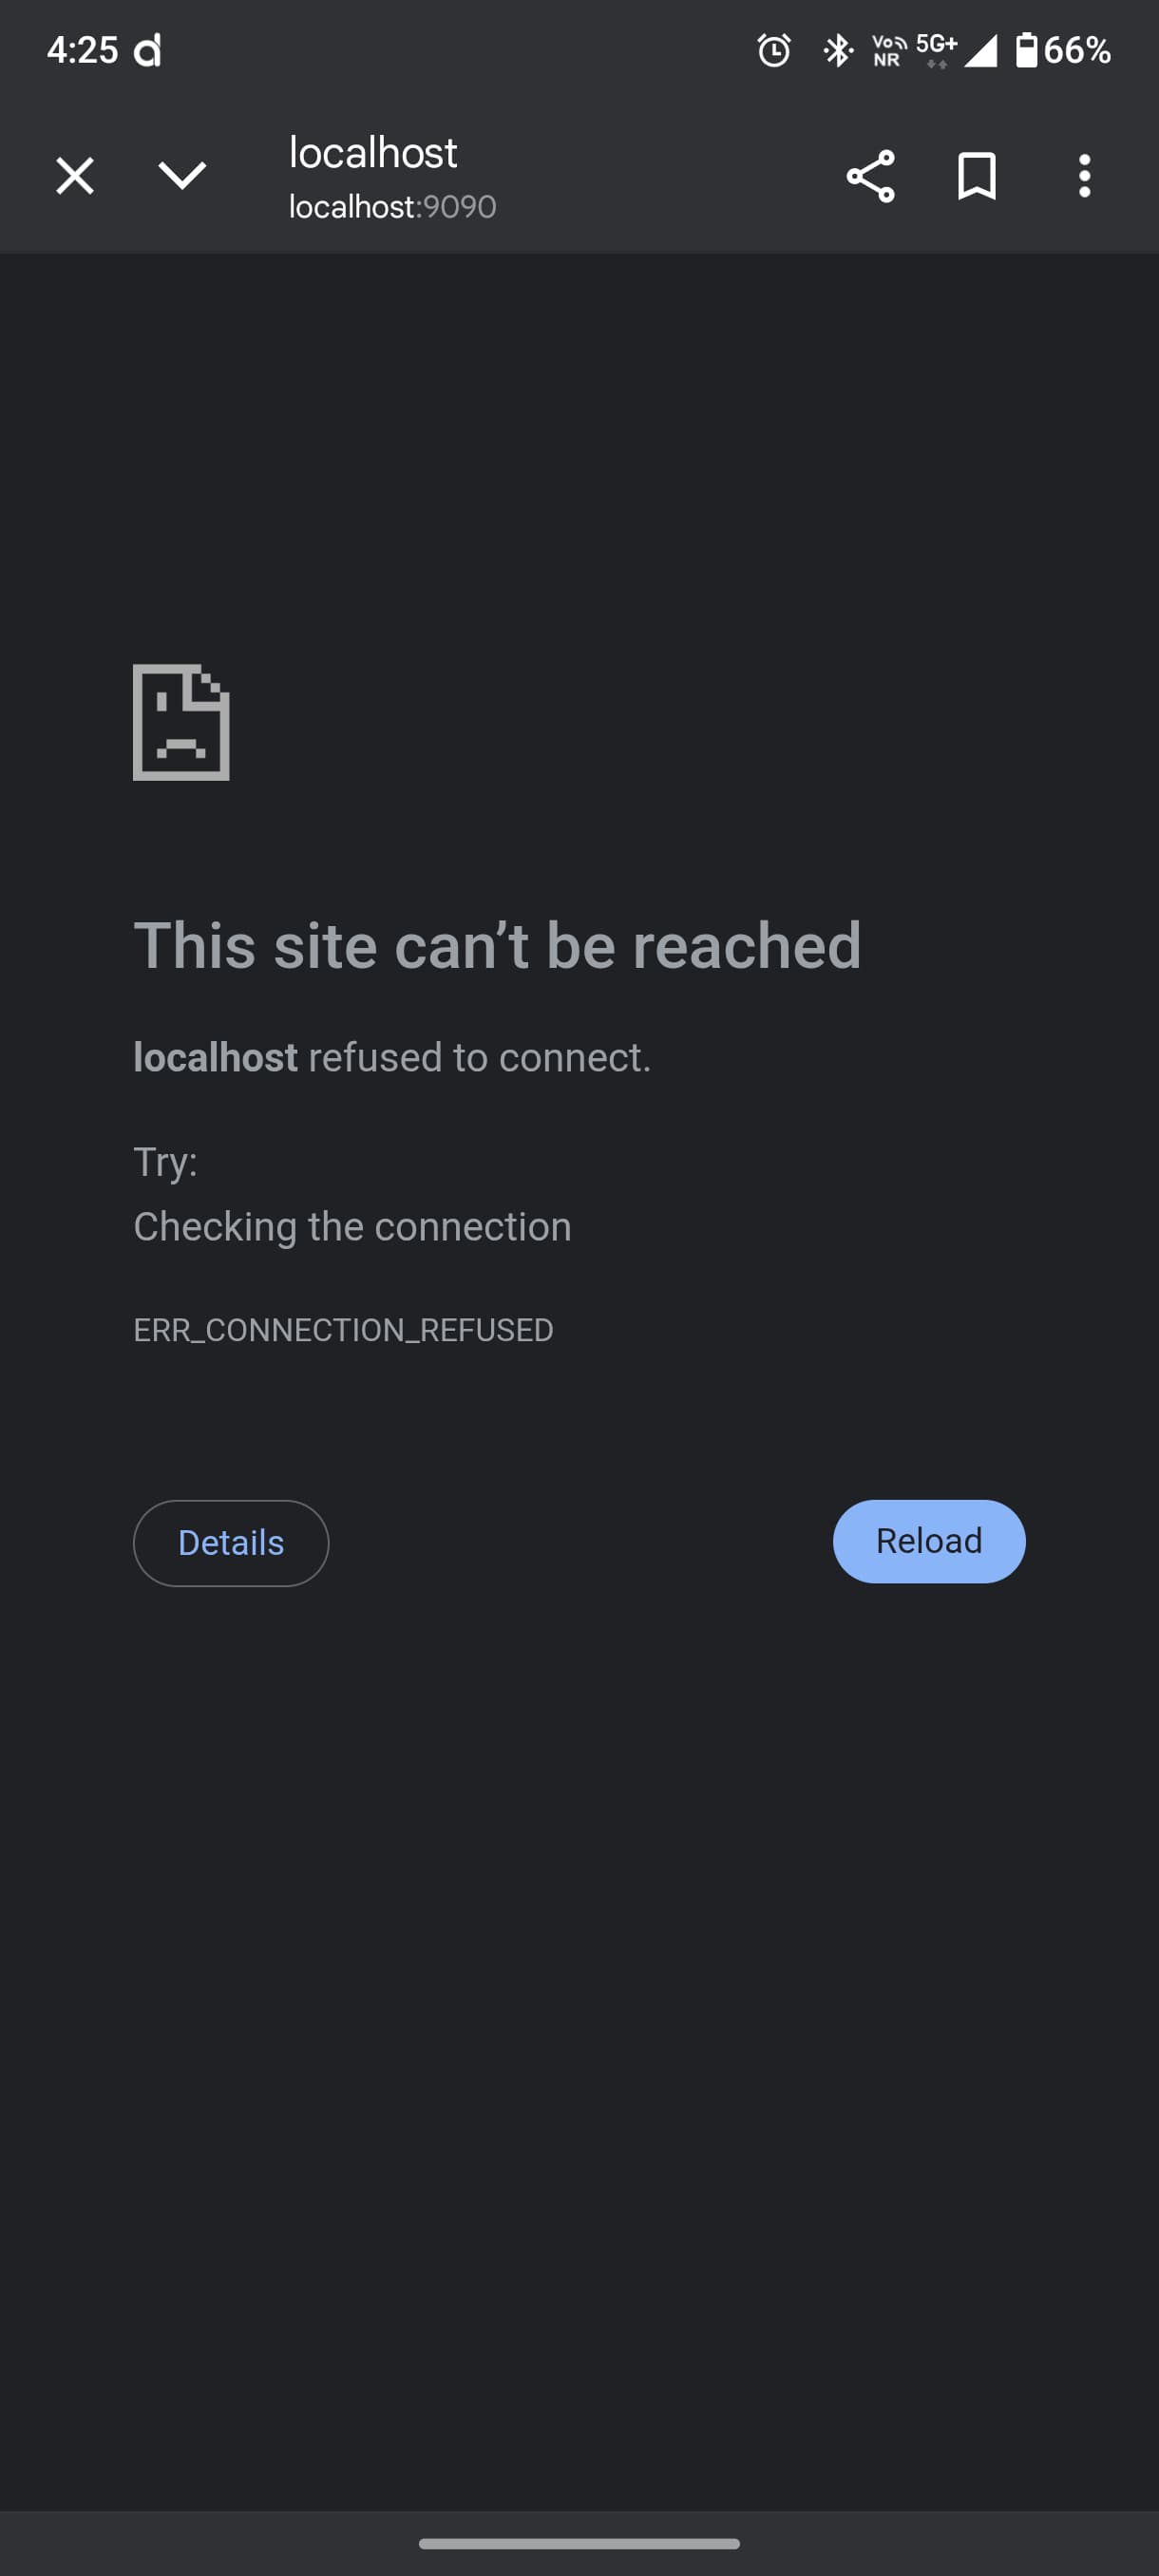 4:25 d
Vo NR 5G+ 66%
localhost
localhost:9090
This site can’t be reached
localhost refused to connect.
Try:
Checking the connection
ERR_CONNECTION_REFUSED
Details
Reload